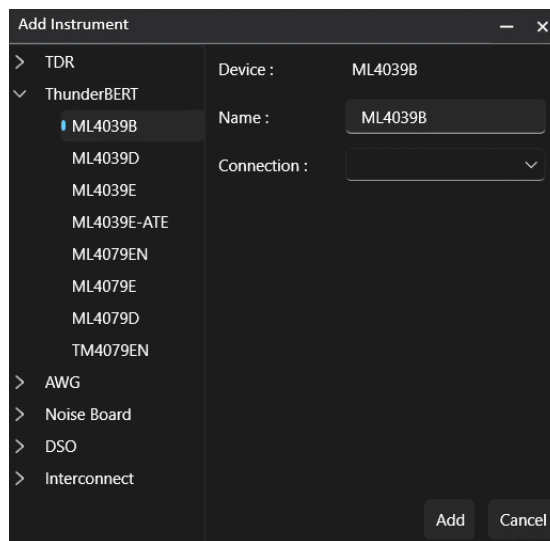 Add Instrument
TDR
ThunderBERT
ML4039B
ML4039D
ML4039E
ML4039E-ATE
ML4079EN
ML4079E
ML4079D
TM4079EN
AWG
Noise Board
DSO
Interconnect
Device : ML4039B
Name : ML4039B
Connection :
Add Cancel